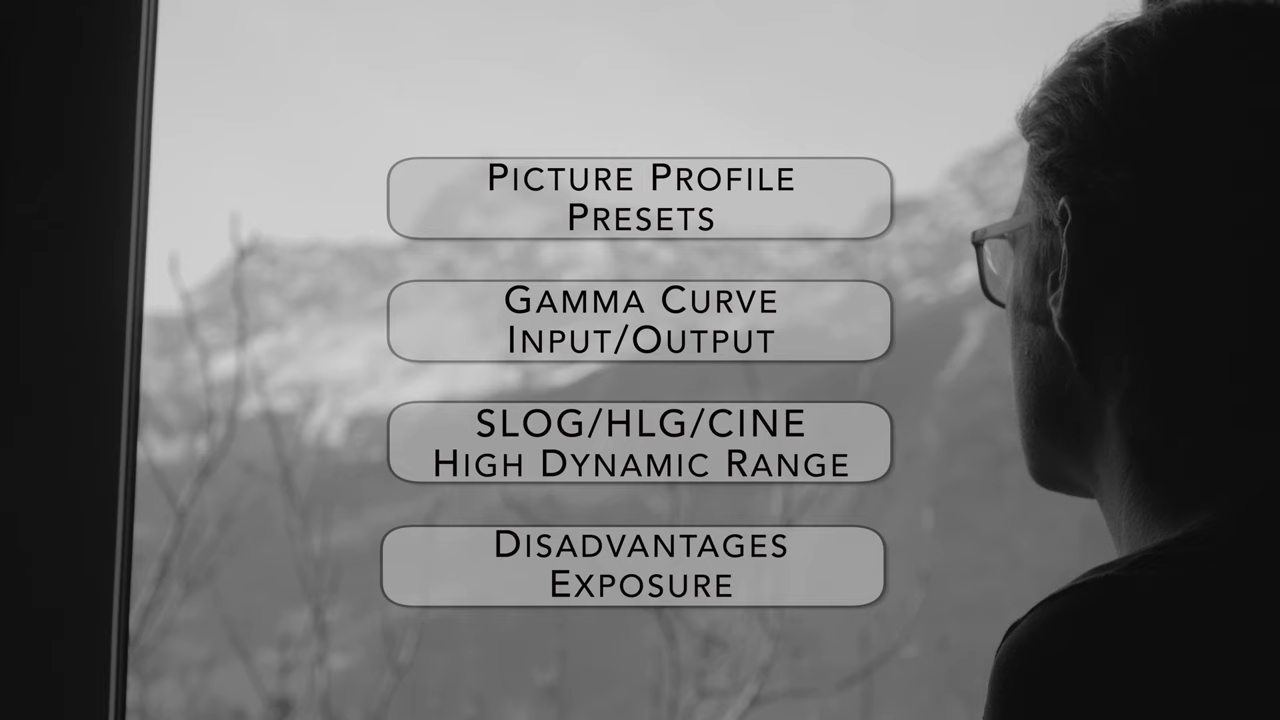 Picture Profile
Presets
Gamma Curve
Input/Output
SLOG/HLG/CINE
High Dynamic Range
Disadvantages
Exposure